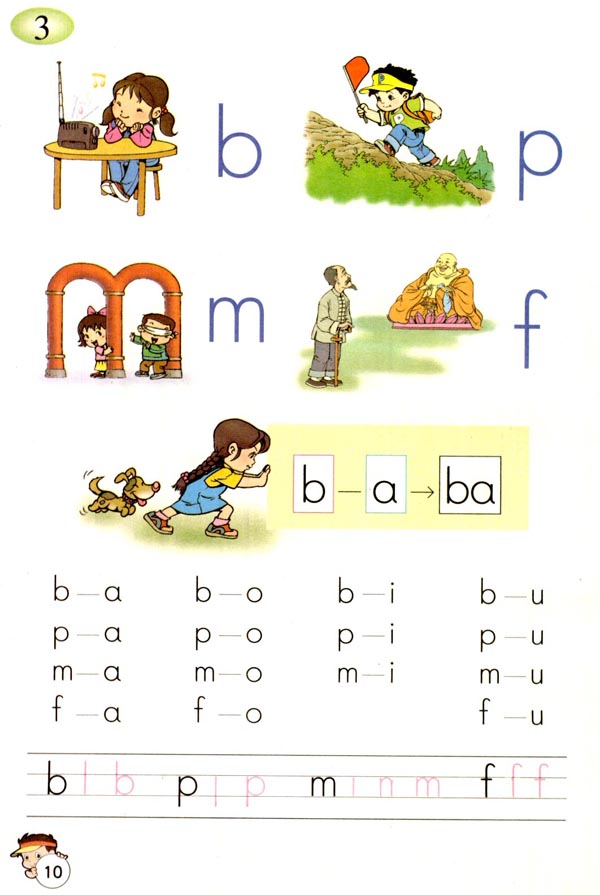 3
b
p
P
m
f
b — a → ba
b — a b — o b — i b — u
p — a p — o p — i p — u
m — a m — o m — i m — u
f — a f — o f — u
b l b p l p m ı n m f ſ f
10